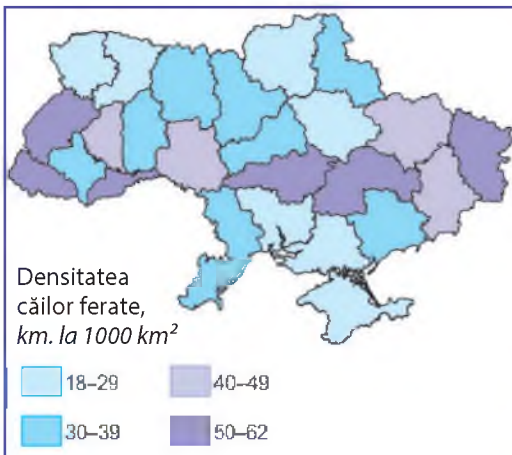 Densitatea
căilor ferate,
km. la 1000 km²
18–29
40–49
30–39
50–62